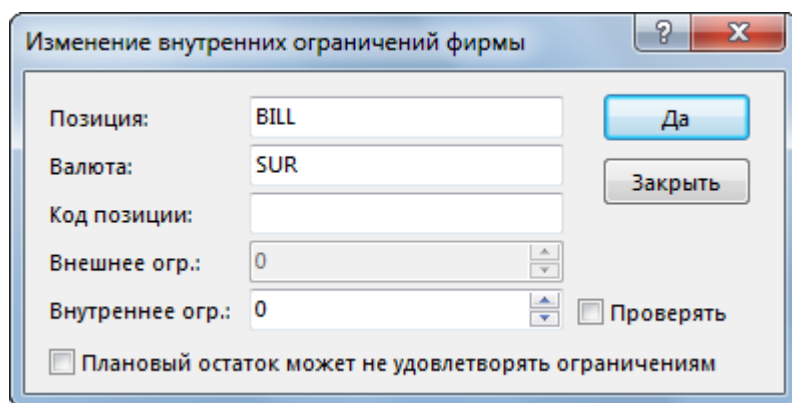 Изменение внутренних ограничений фирмы ?
Позиция: BILL Да
Валюта: SUR
Закрыть
Код позиции:
Внешнее огр.: 0
Внутреннее огр.: 0 Проверять
Плановый остаток может не удовлетворять ограничениям